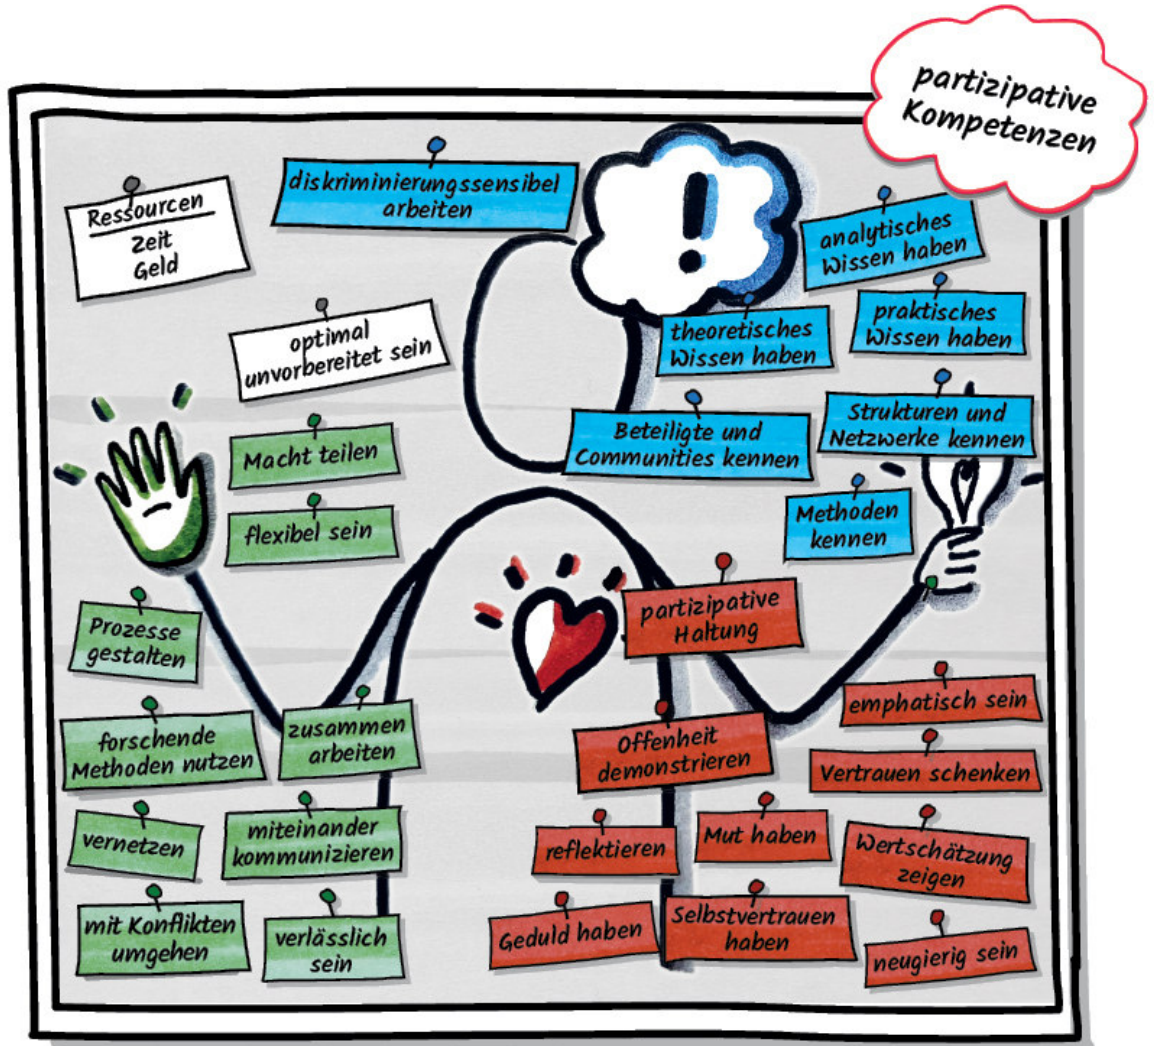 partizipative
Kompetenzen
Ressourcen
Zeit
Geld
diskriminierungssensibel
arbeiten
!
analytisches
Wissen haben
optimal
unvorbereitet sein
theoretisches
Wissen haben
praktisches
Wissen haben
Macht teilen
Beteiligte und
Communities kennen
Strukturen und
Netzwerke kennen
flexibel sein
Methoden
kennen
Prozesse
gestalten
partizipative
Haltung
forschende
Methoden nutzen
zusammen
arbeiten
Offenheit
demonstrieren
emphatisch sein
Vertrauen schenken
vernetzen
miteinander
kommunizieren
reflektieren
Mut haben
Wertschätzung
zeigen
mit Konflikten
umgehen
verlässlich
sein
Geduld haben
Selbstvertrauen
haben
neugierig sein